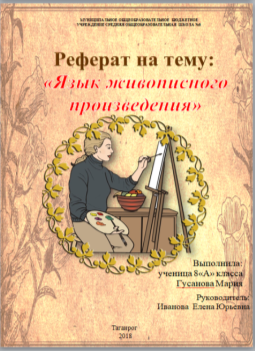 МУНИЦИПАЛЬНОЕ ОБЩЕОБРАЗОВАТЕЛЬНОЕ БЮДЖЕТНОЕ
УЧРЕЖДЕНИЕ СРЕДНЯЯ ОБЩЕОБРАЗОВАТЕЛЬНАЯ ШКОЛА
Реферат на тему:
«Язык живописного
произведения»
Выполнила:
ученица 8«А» класса
Гусанова Мария
Руководитель:
Иванова Елена Юрьевна
Таганрог
2018